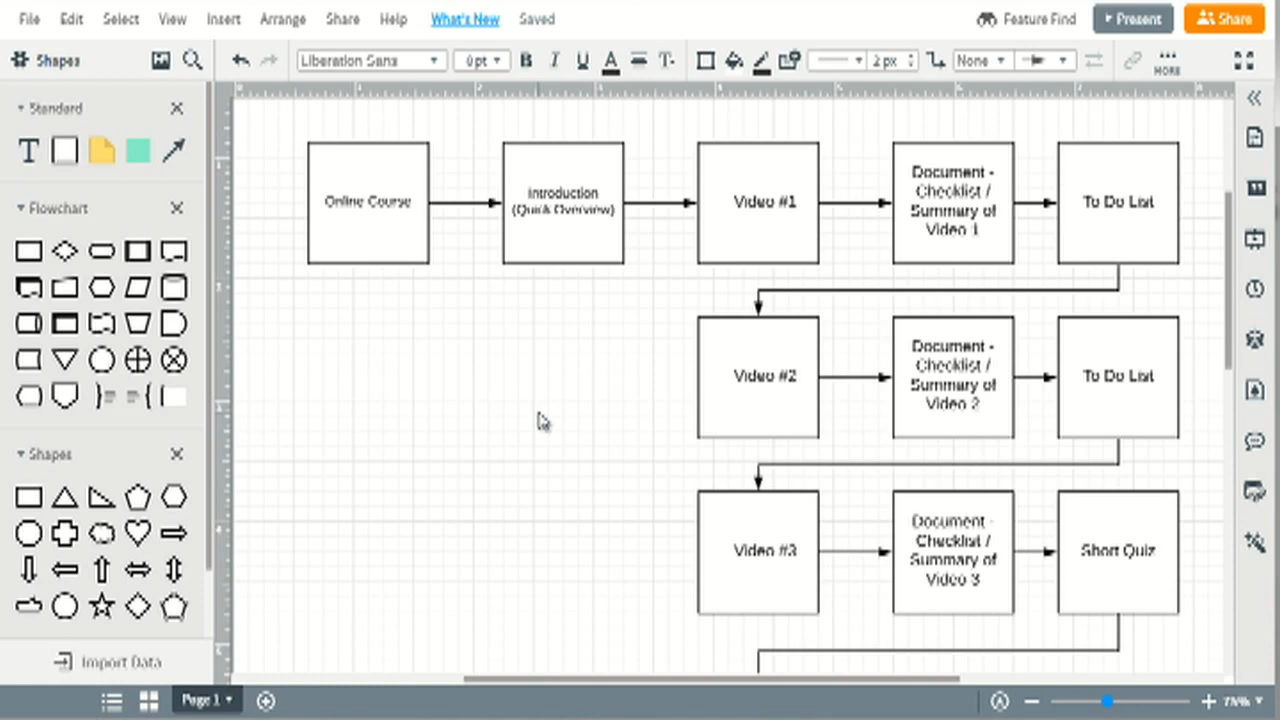 File Edit Select View Insert Arrange Share Help What's New Saved Feature Find Present Share
Shapes Liberation Sans 0pt B I U A T 2 px None MORE
Standard
T
Flowchart
Shapes
Import Data
Page 1 75%
Online Course
Introduction
(Quick Overview)
Video #1
Document -
Checklist /
Summary of
Video 1
To Do List
Video #2
Document -
Checklist /
Summary of
Video 2
To Do List
Video #3
Document -
Checklist /
Summary of
Video 3
Short Quiz